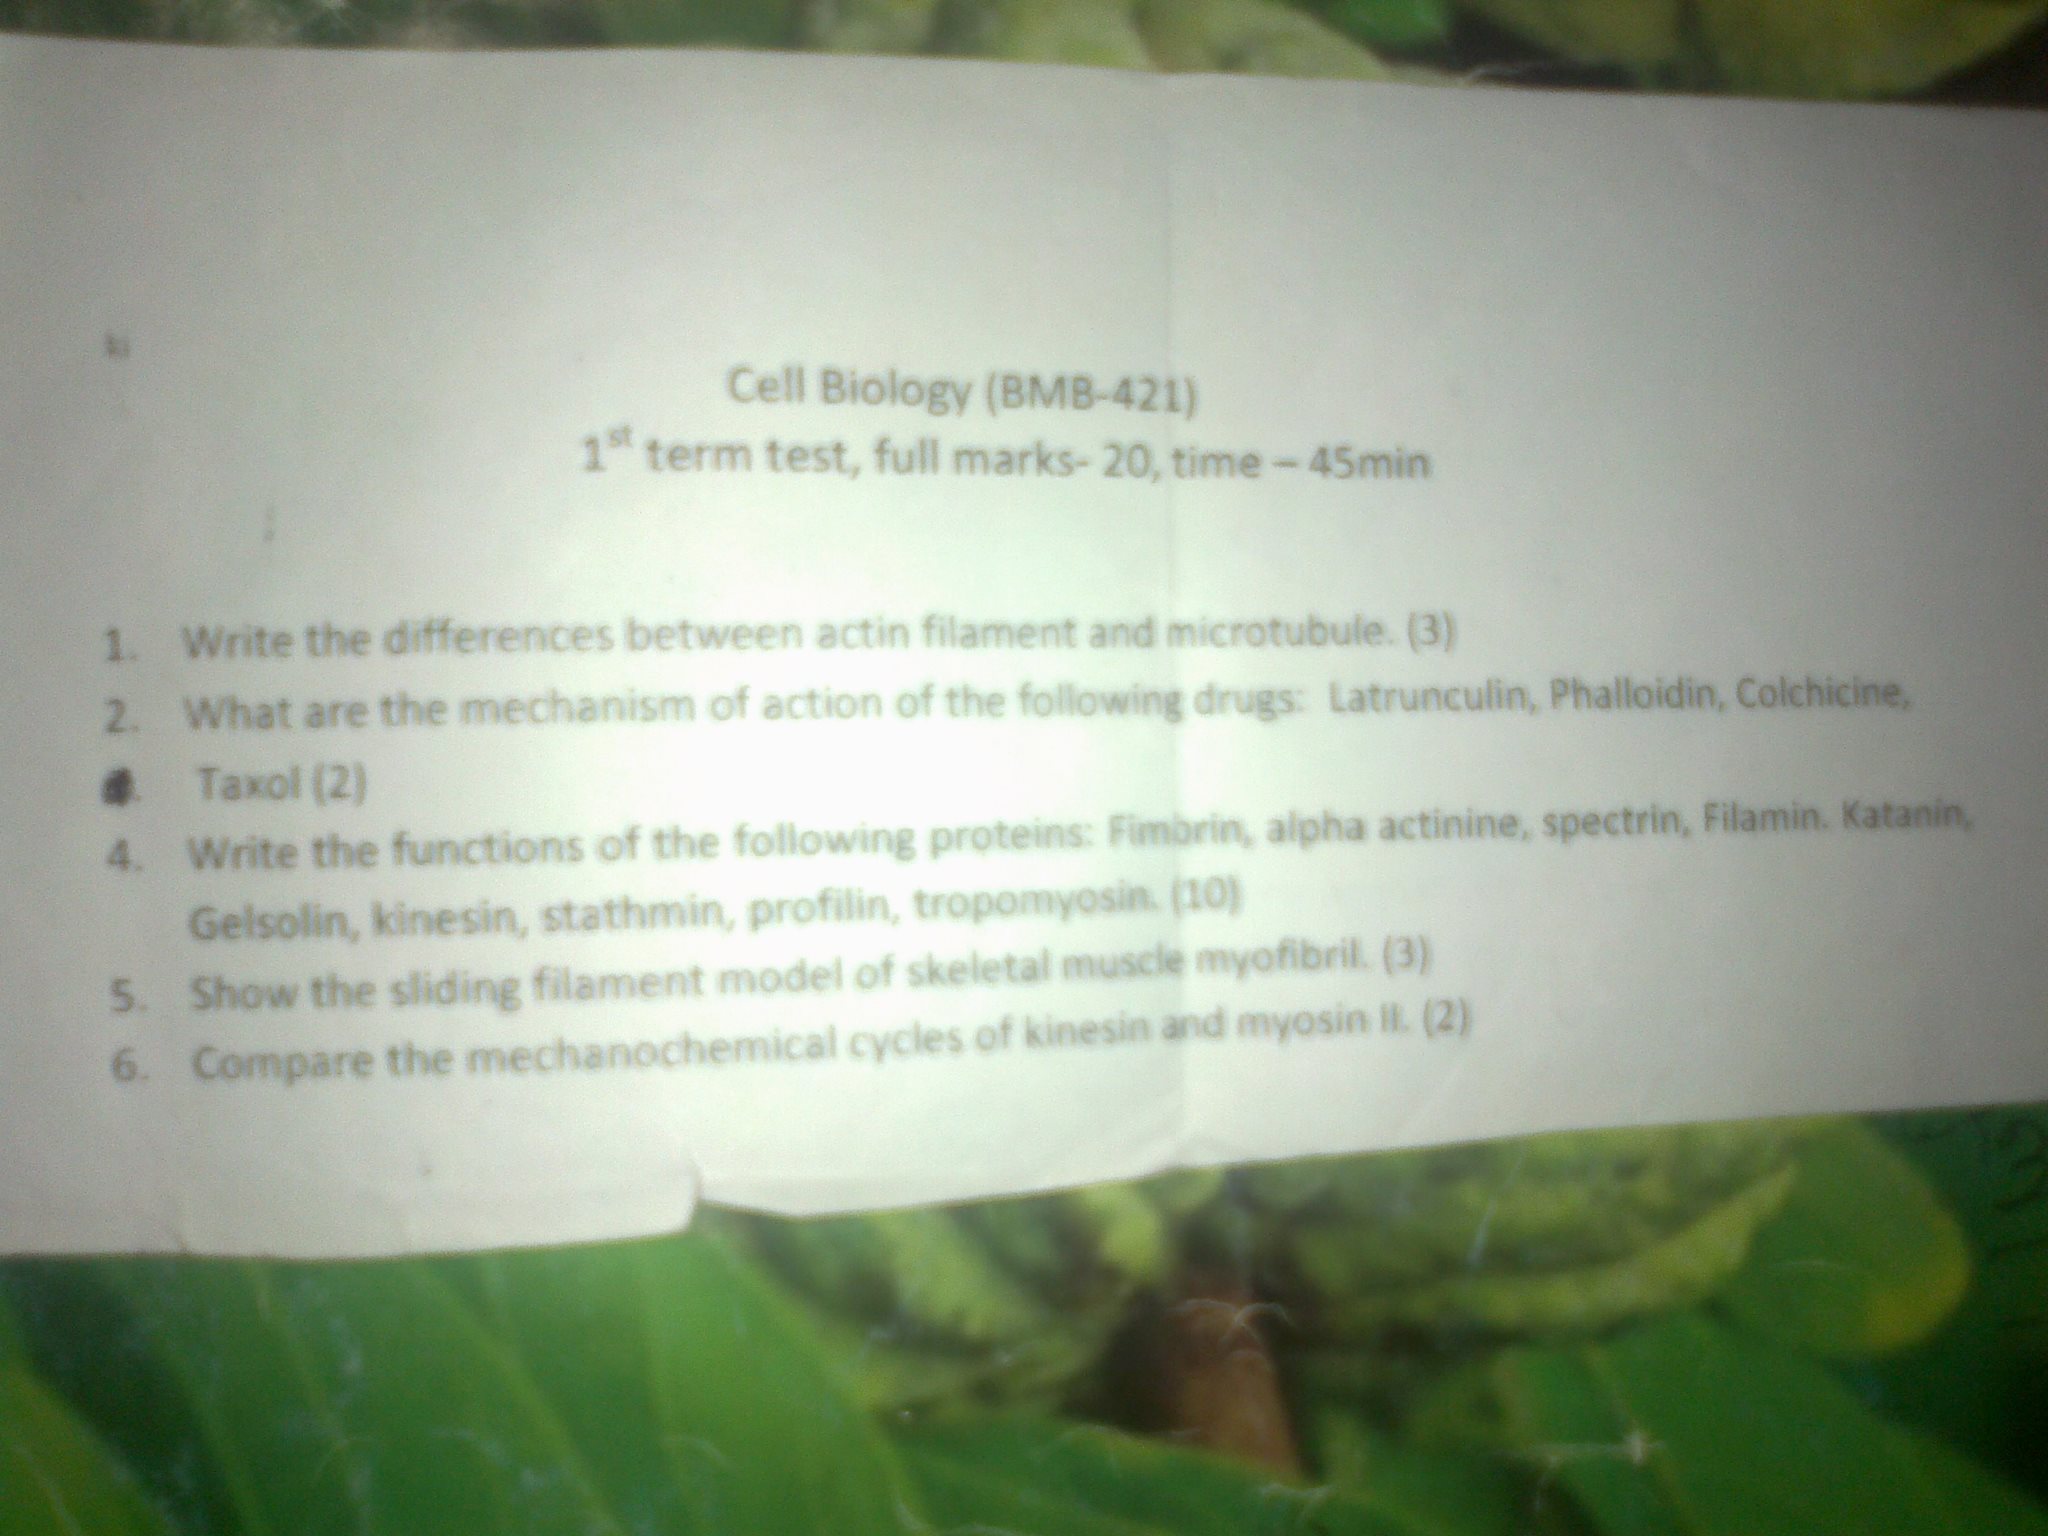 Cell Biology (BMB-421)
1st term test, full marks- 20, time – 45min
1. Write the differences between actin filament and microtubule. (3)
2. What are the mechanism of action of the following drugs: Latrunculin, Phalloidin, Colchicine,
Taxol (2)
4. Write the functions of the following proteins: Fimbrin, alpha actinine, spectrin, Filamin. Katanin,
Gelsolin, kinesin, stathmin, profilin, tropomyosin. (10)
5. Show the sliding filament model of skeletal muscle myofibril. (3)
6. Compare the mechanochemical cycles of kinesin and myosin II. (2)